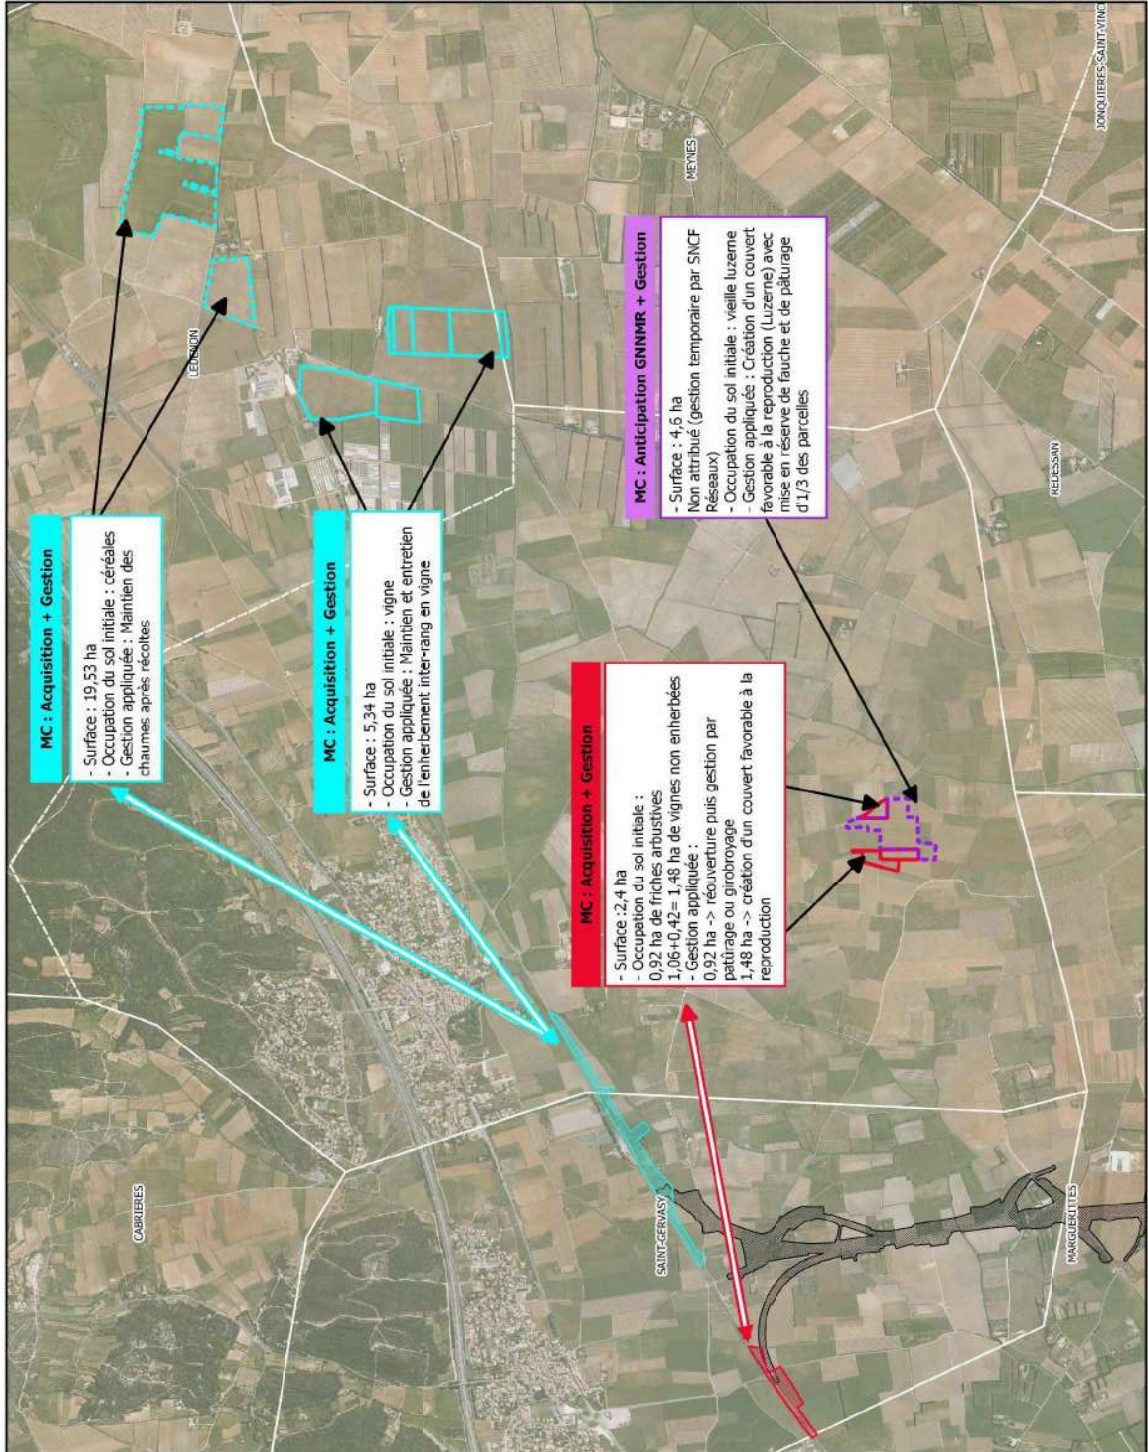 MC : Acquisition + Gestion
- Surface : 19,53 ha
- Occupation du sol initiale : céréales
- Gestion appliquée : Maintien des
chaumes après récoltes
MC : Acquisition + Gestion
- Surface : 5,34 ha
- Occupation du sol initiale : vigne
- Gestion appliquée : Maintien et entretien
de l'enherbement inter-rang en vigne
MC : Acquisition + Gestion
- Surface :2,4 ha
- Occupation du sol initiale :
0,92 ha de friches arbustives
1,06+0,42= 1,48 ha de vignes non enherbées
- Gestion appliquée :
0,92 ha -> réouverture puis gestion par
patûrage ou girobroyage
1,48 ha -> création d'un couvert favorable à la
reproduction
MC : Anticipation GNNMR + Gestion
- Surface : 4,6 ha
Non attribué (gestion temporaire par SNCF
Réseaux)
- Occupation du sol initiale : vieille luzerne
- Gestion appliquée : Création d'un couvert
favorable à la reproduction (Luzerne) avec
mise en réserve de fauche et de pâturage
d'1/3 des parcelles
CABRIERES
LEDENON
SAINT-GERVASY
MEYNES
MARGUERITTES
REDESSAN
JONQUIERES-SAINT-VINC